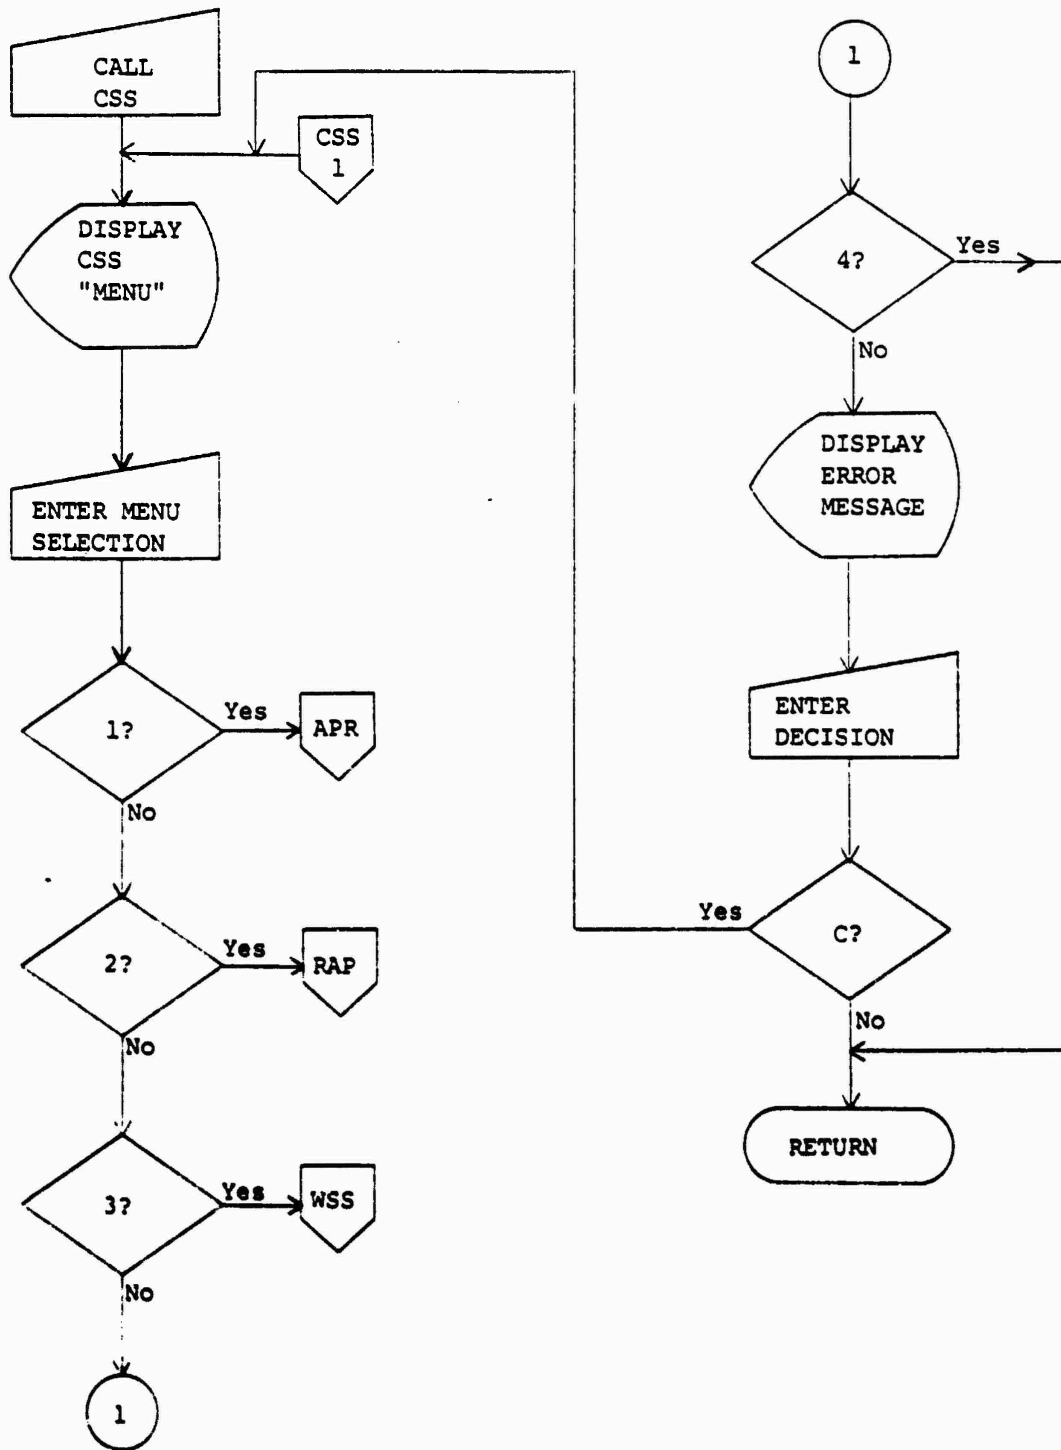 CALL
CSS
CSS
1
DISPLAY
CSS
"MENU"
ENTER MENU
SELECTION
1?
Yes
APR
No
2?
Yes
RAP
No
3?
Yes
WSS
No
1
1
4?
Yes
No
DISPLAY
ERROR
MESSAGE
ENTER
DECISION
C?
Yes
No
RETURN